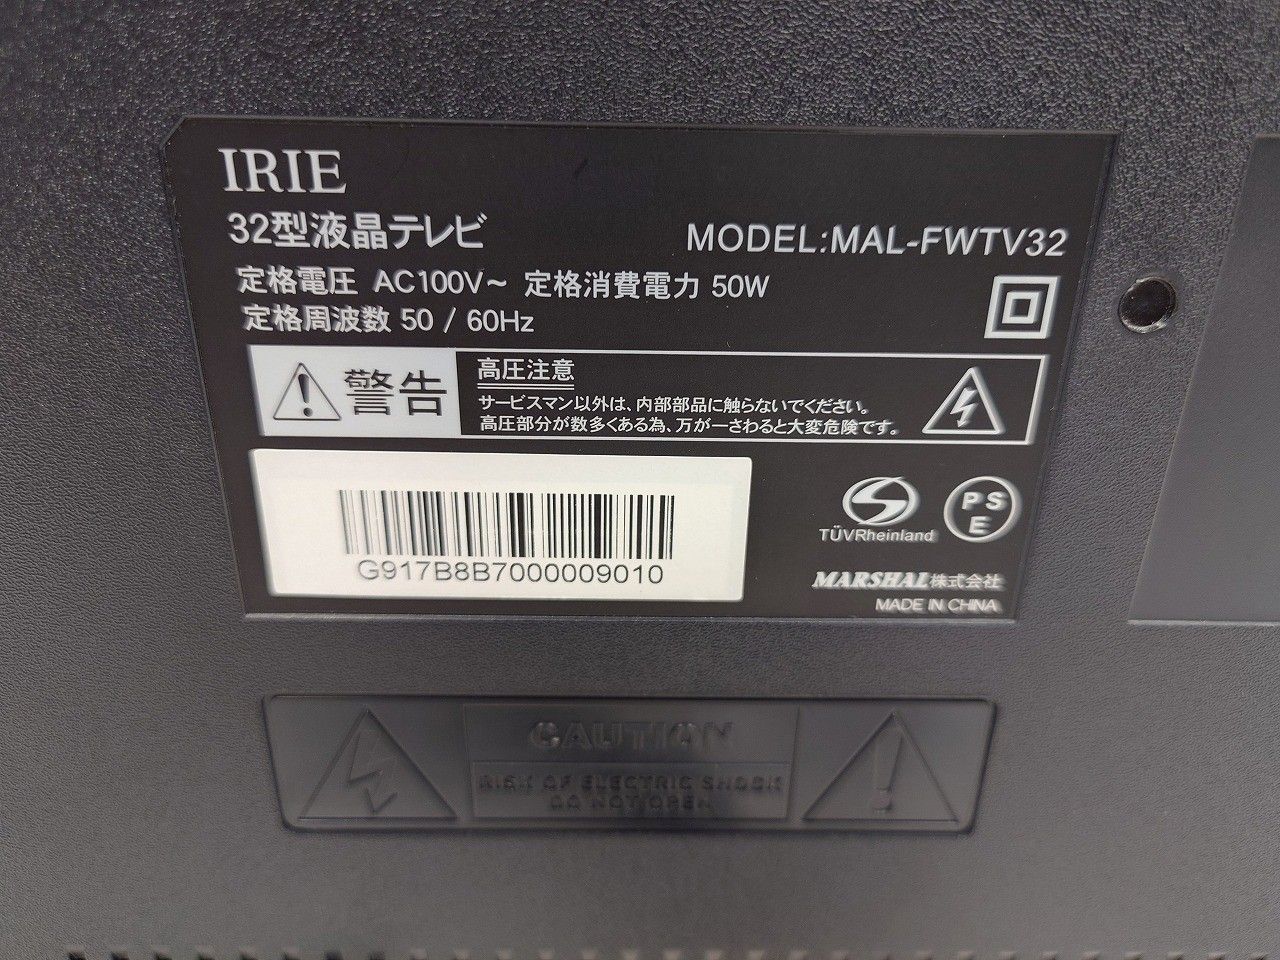 IRIE
32型液晶テレビ
MODEL:MAL-FWTV32
定格電圧 AC100V～ 定格消費電力 50W
定格周波数 50 / 60Hz
警告
高圧注意
サービスマン以外は、内部部品に触らないでください。
高圧部分が数多くある為、万が一さわると大変危険です。
G917B8B7000009010
TÜVRheinland
PS
E
MARSHAL株式会社
MADE IN CHINA
CAUTION
RISK OF ELECTRIC SHOCK
DO NOT OPEN